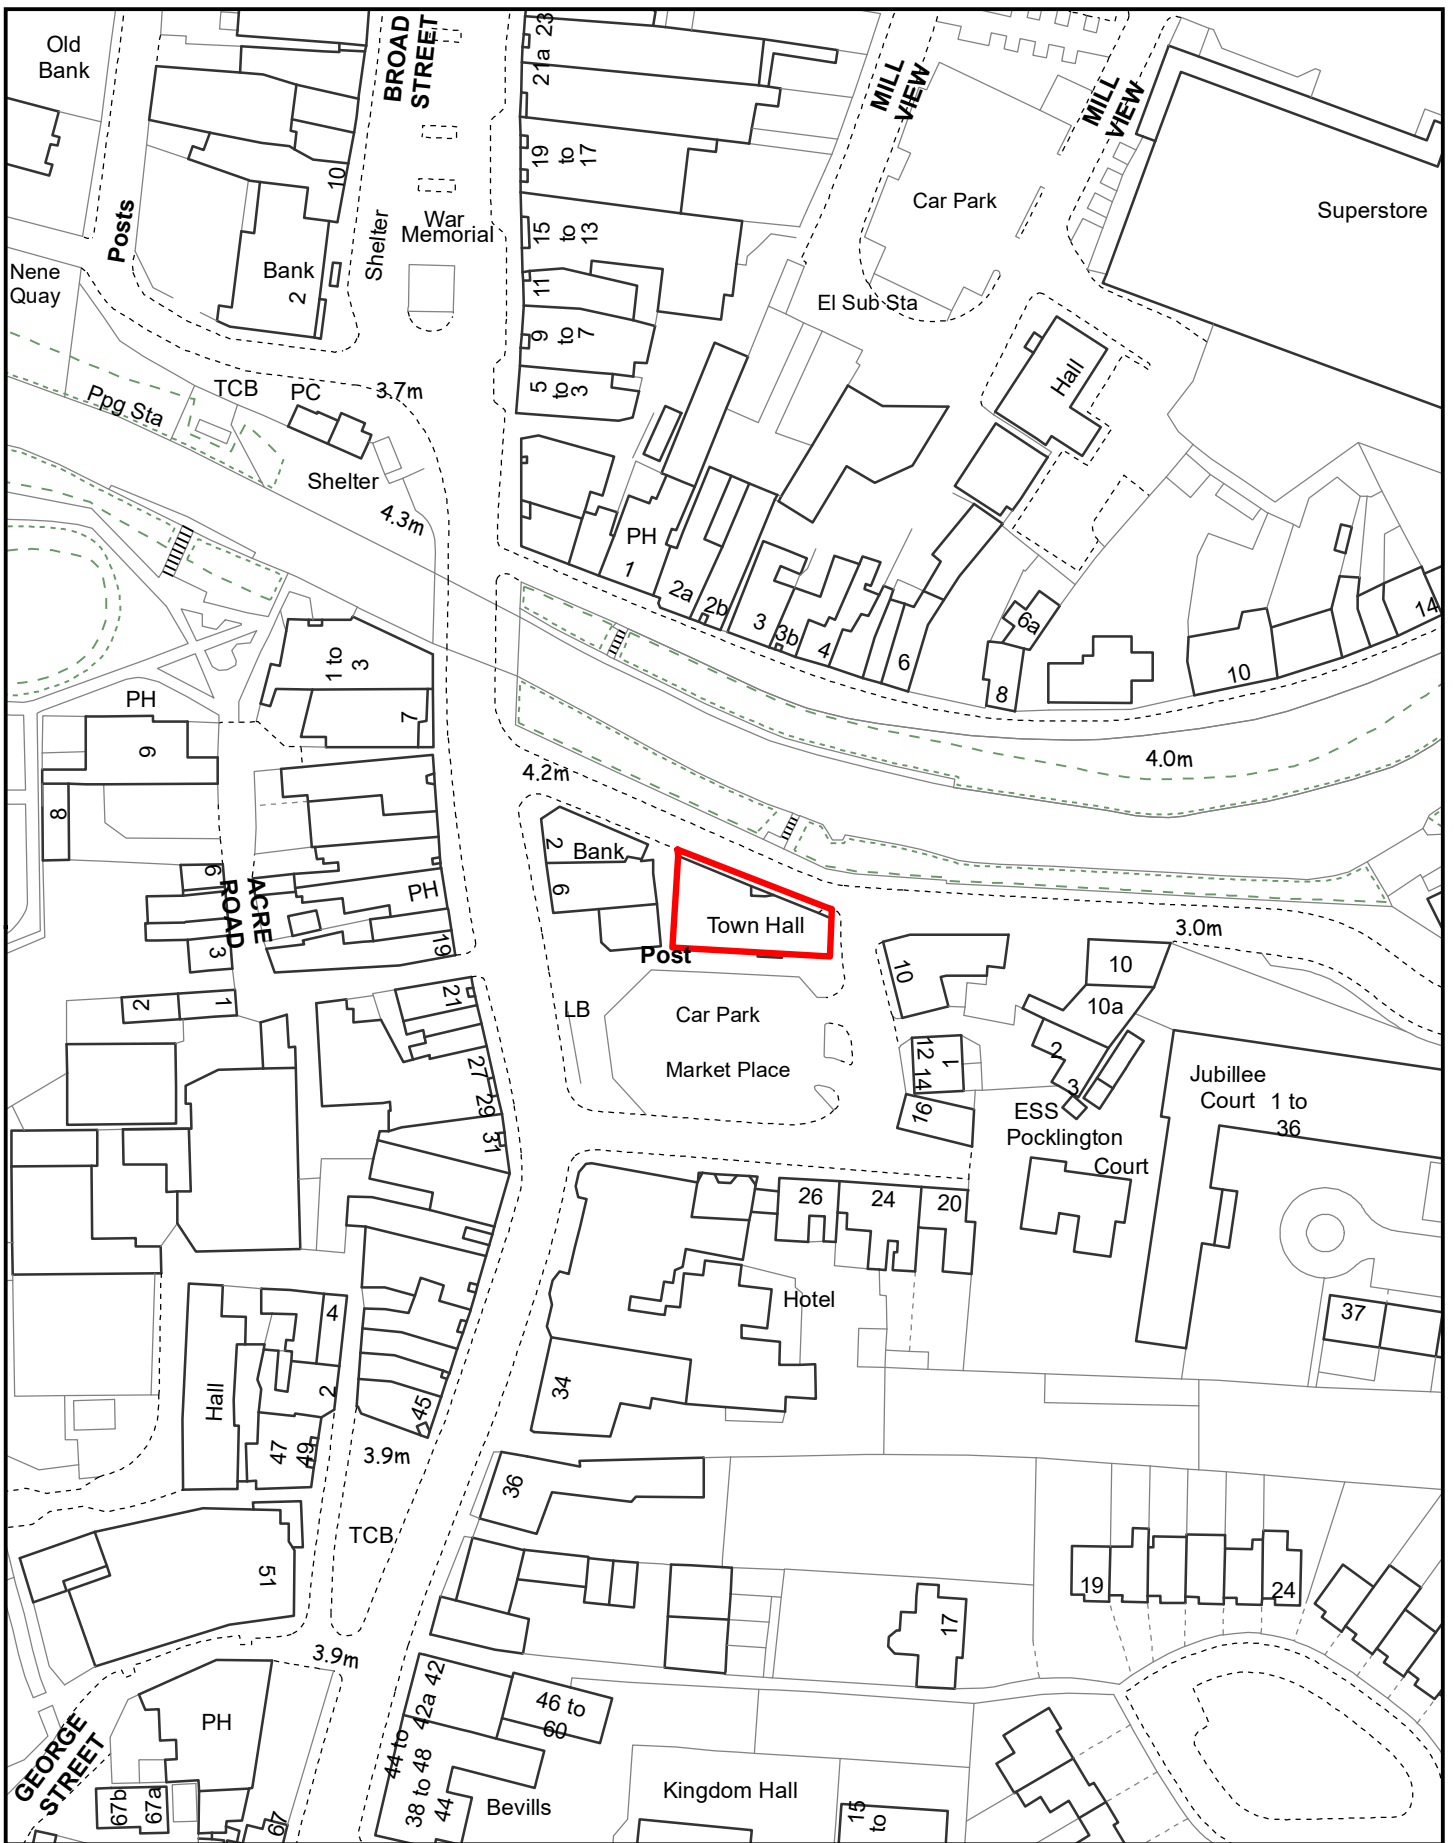 Old
Bank
BROAD
STREET
23
21a
MILL
VIEW
MILL
VIEW
19
to
17
10
Car Park
Superstore
Posts
Shelter
War
Memorial
15
to
13
Nene
Quay
Bank
2
11
El Sub Sta
9
to
7
Hall
TCB
PC
3.7m
5
to
3
Ppg Sta
Shelter
4.3m
PH
1
2a
2b
3
3b
4
6
6a
8
10
14
1 to
3
PH
7
9
4.0m
4.2m
8
2
Bank
6
6
ACRE
ROAD
PH
Town Hall
3.0m
3
19
Post
10
10
2
1
21
LB
Car Park
10a
12
14
1
2
3
27
Market Place
Jubillee
Court
1 to
36
29
16
ESS
Pocklington
Court
31
26
24
20
Hotel
4
37
Hall
2
34
45
47
49
3.9m
36
TCB
51
19
24
17
3.9m
42
42a
44 to
46 to
60
PH
GEORGE
STREET
38 to 48
44
Bevills
Kingdom Hall
15
to
67b
67a
67